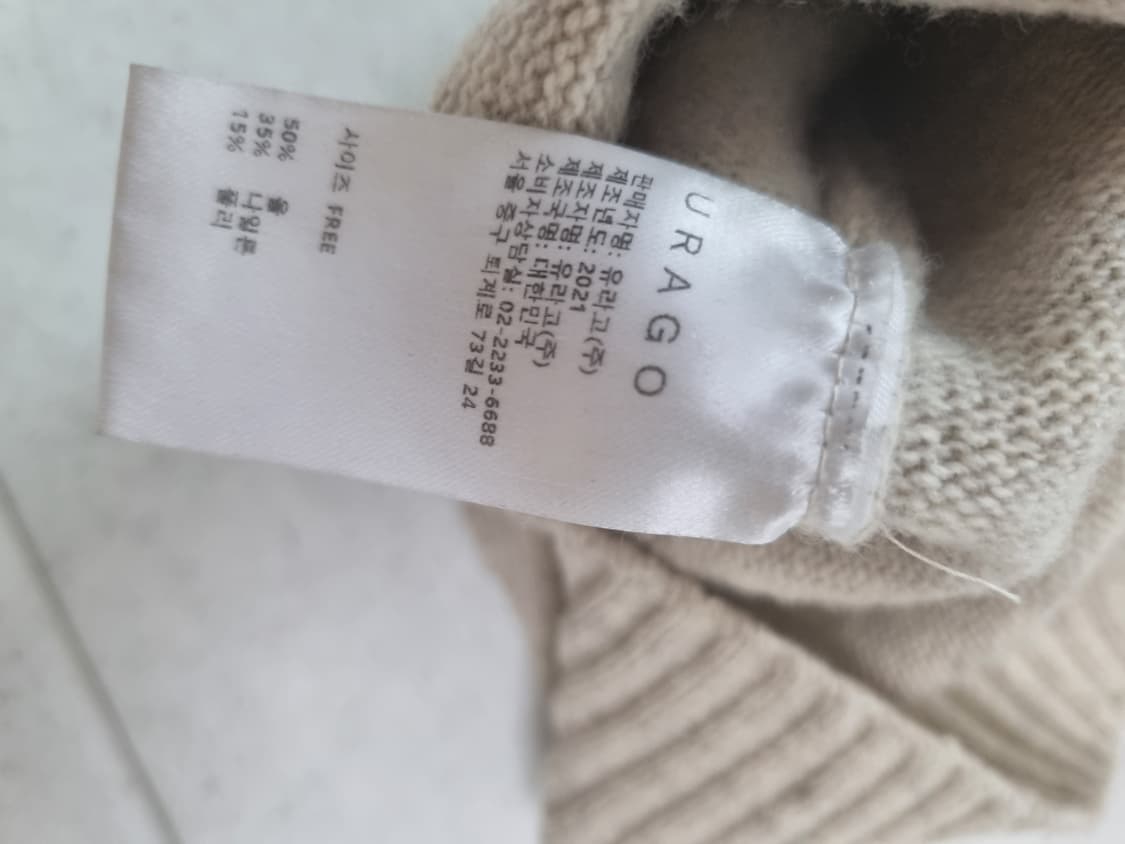 URAGO
판매자명: 유라고(주)
제조년도: 2021
제조자명: 유라고(주)
제조국명: 대한민국
소비자상담실: 02-2233-6688
서울 중구 퇴계로 73길 24
사이즈 FREE
50% 울
35% 나일론
15% 폴리